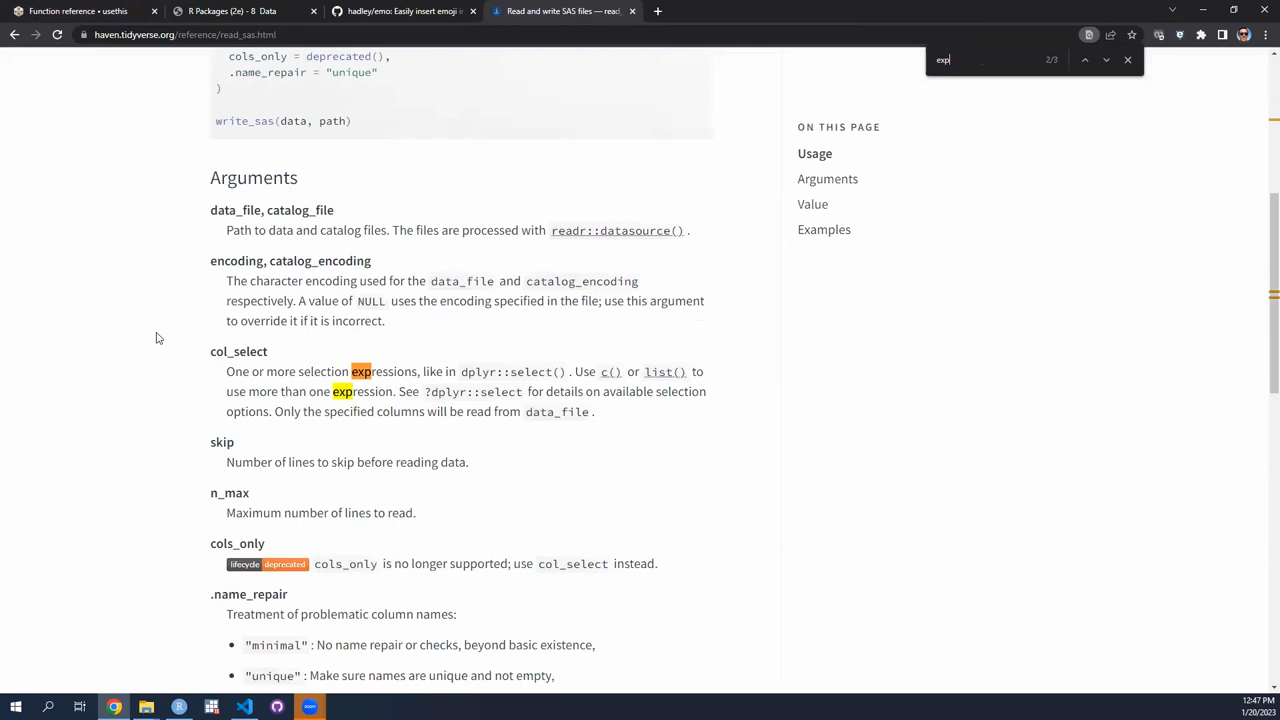 Function reference • usethis
R Packages (2e) - 8 Data
hadley/emo: Easily insert emoji i
Read and write SAS files — read
haven.tidyverse.org/reference/read_sas.html
exp
2/3
cols_only = deprecated(),
.name_repair = "unique"
)
write_sas(data, path)
ON THIS PAGE
Usage
Arguments
Value
Examples
Arguments
data_file, catalog_file
Path to data and catalog files. The files are processed with readr::datasource() .
encoding, catalog_encoding
The character encoding used for the data_file and catalog_encoding
respectively. A value of NULL uses the encoding specified in the file; use this argument
to override it if it is incorrect.
col_select
One or more selection expressions, like in dplyr::select() . Use c() or list() to
use more than one expression. See ?dplyr::select for details on available selection
options. Only the specified columns will be read from data_file .
skip
Number of lines to skip before reading data.
n_max
Maximum number of lines to read.
cols_only
lifecycle deprecated cols_only is no longer supported; use col_select instead.
.name_repair
Treatment of problematic column names:
• "minimal" : No name repair or checks, beyond basic existence,
• "unique" : Make sure names are unique and not empty,
zoom
12:47 PM
1/20/2023